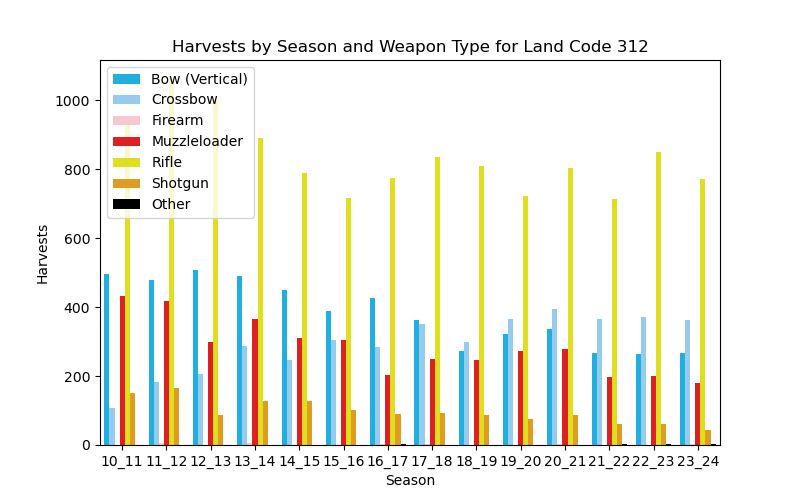 Harvests by Season and Weapon Type for Land Code 312
Bow (Vertical)
Crossbow
Firearm
Muzzleloader
Rifle
Shotgun
Other
Harvests
1000
800
600
400
200
0
10_11 11_12 12_13 13_14 14_15 15_16 16_17 17_18 18_19 19_20 20_21 21_22 22_23 23_24
Season